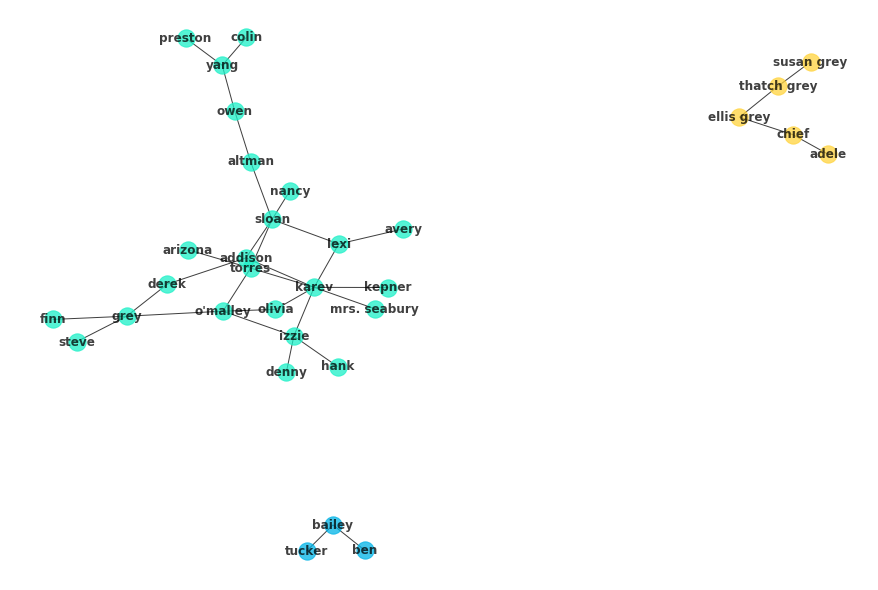 preston
colin
yang
susan grey
thatch grey
owen
ellis grey
chief
adele
altman
nancy
sloan
avery
lexi
arizona
addison
torres
derek
karev
kepner
finn
grey
o'malley
olivia
mrs. seabury
steve
izzie
denny
hank
bailey
tucker
ben